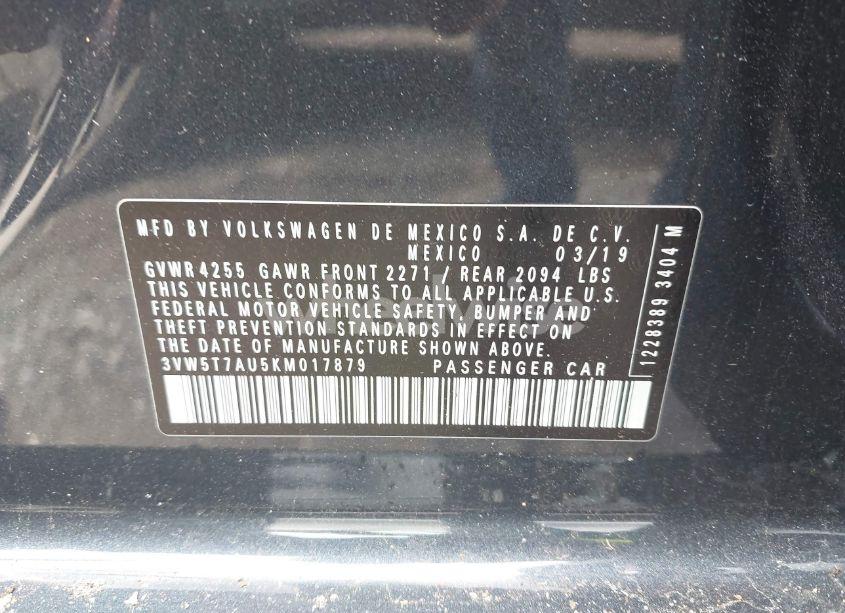 MFD BY VOLKSWAGEN DE MEXICO S.A. DE C.V.
MEXICO 03/19
GVWR 4255 GAWR FRONT 2271 / REAR 2094 LBS
THIS VEHICLE CONFORMS TO ALL APPLICABLE U.S.
FEDERAL MOTOR VEHICLE SAFETY, BUMPER AND
THEFT PREVENTION STANDARDS IN EFFECT ON
THE DATE OF MANUFACTURE SHOWN ABOVE.
3VW5T7AU5KM017879 PASSENGER CAR
1228389 3404 M